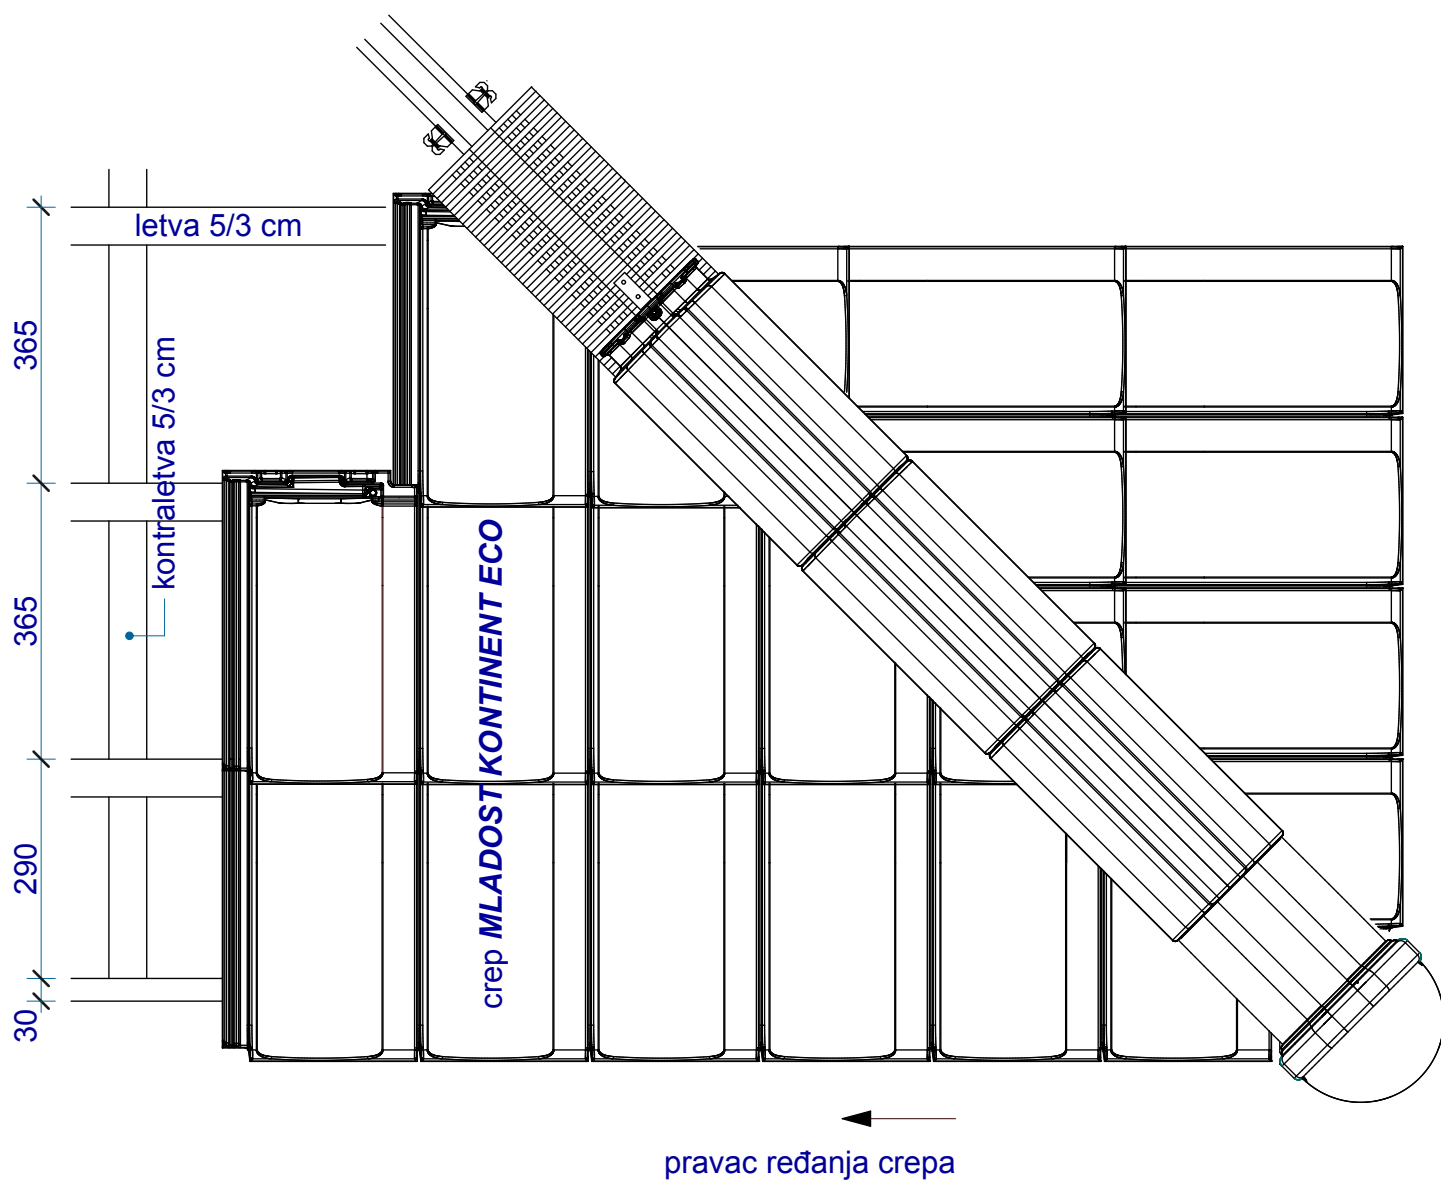 letva 5/3 cm
365
kontraletva 5/3 cm
365
crep MLADOST KONTINENT ECO
290
30
pravac ređanja crepa